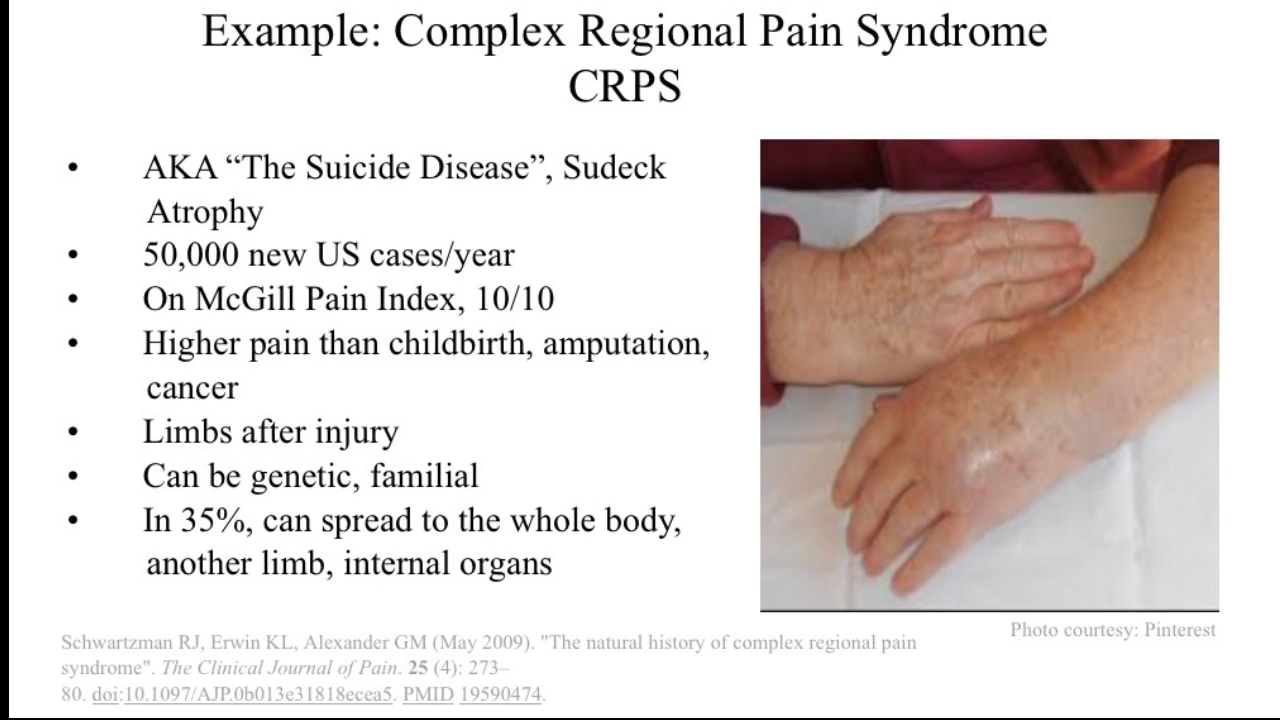 Example: Complex Regional Pain Syndrome
CRPS
• AKA “The Suicide Disease”, Sudeck
Atrophy
• 50,000 new US cases/year
• On McGill Pain Index, 10/10
• Higher pain than childbirth, amputation,
cancer
• Limbs after injury
• Can be genetic, familial
• In 35%, can spread to the whole body,
another limb, internal organs
Photo courtesy: Pinterest
Schwartzman RJ, Erwin KL, Alexander GM (May 2009). "The natural history of complex regional pain
syndrome". The Clinical Journal of Pain. 25 (4): 273–
80. doi:10.1097/AJP.0b013e31818ecea5. PMID 19590474.